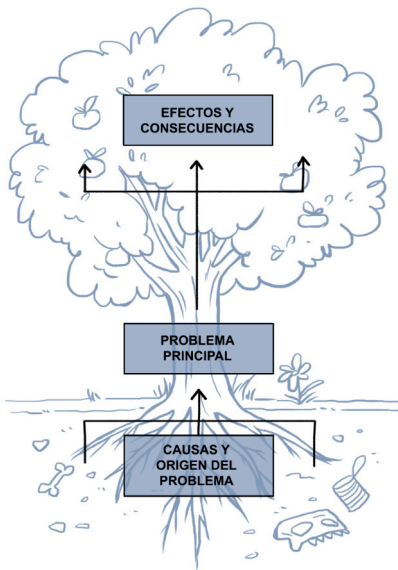 EFECTOS Y
CONSECUENCIAS
PROBLEMA
PRINCIPAL
CAUSAS Y
ORIGEN DEL
PROBLEMA